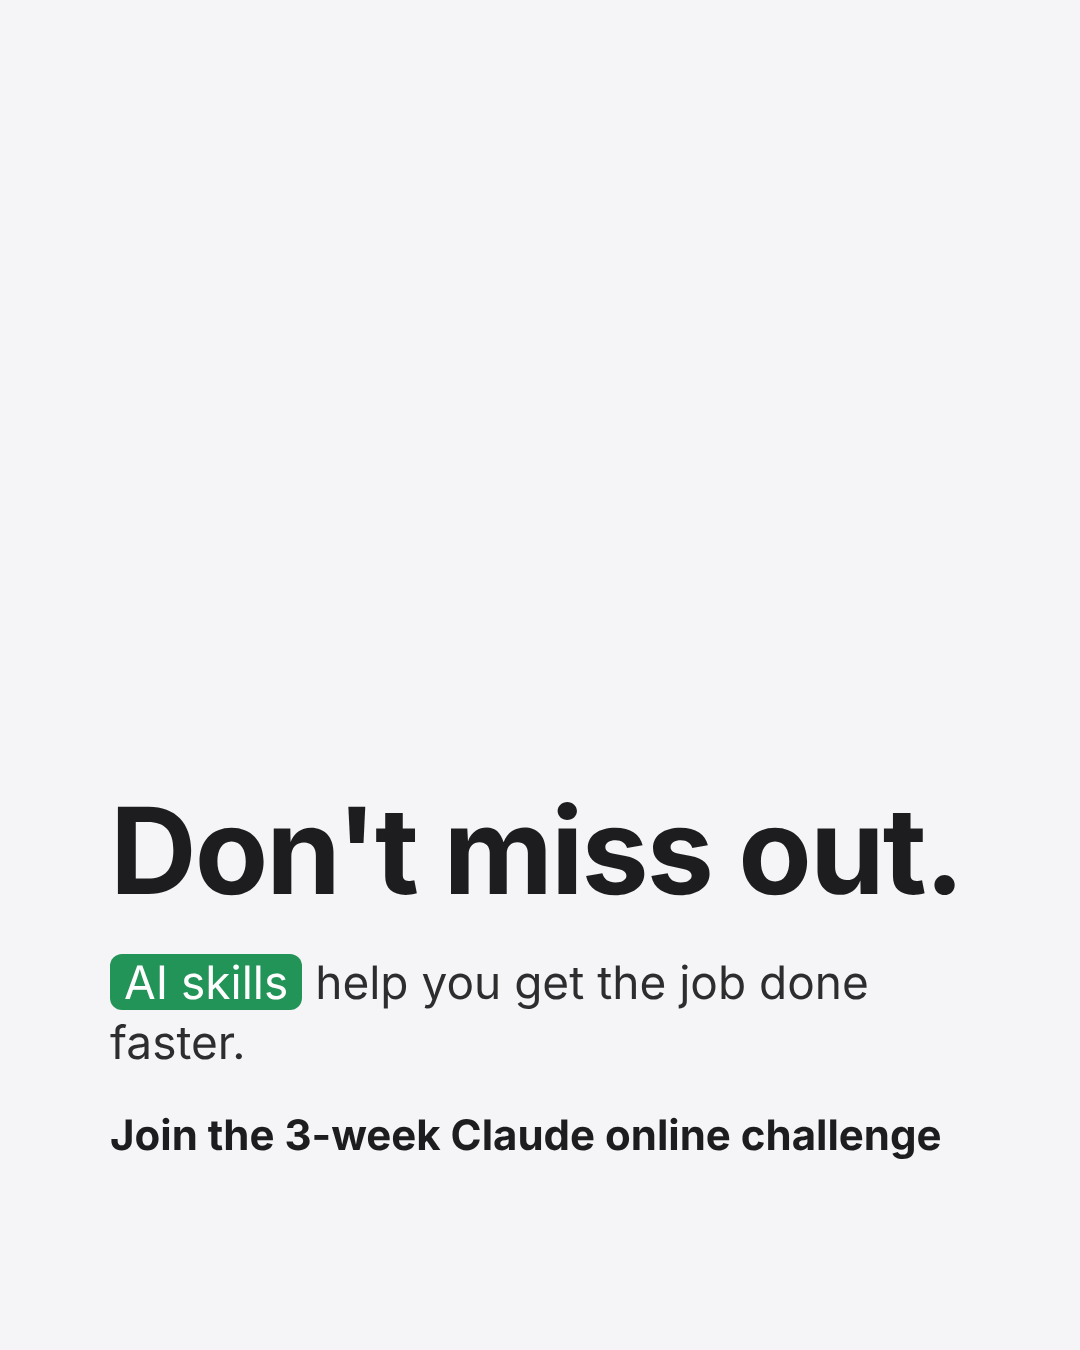 Don't miss out.
AI skills help you get the job done
faster.
Join the 3-week Claude online challenge